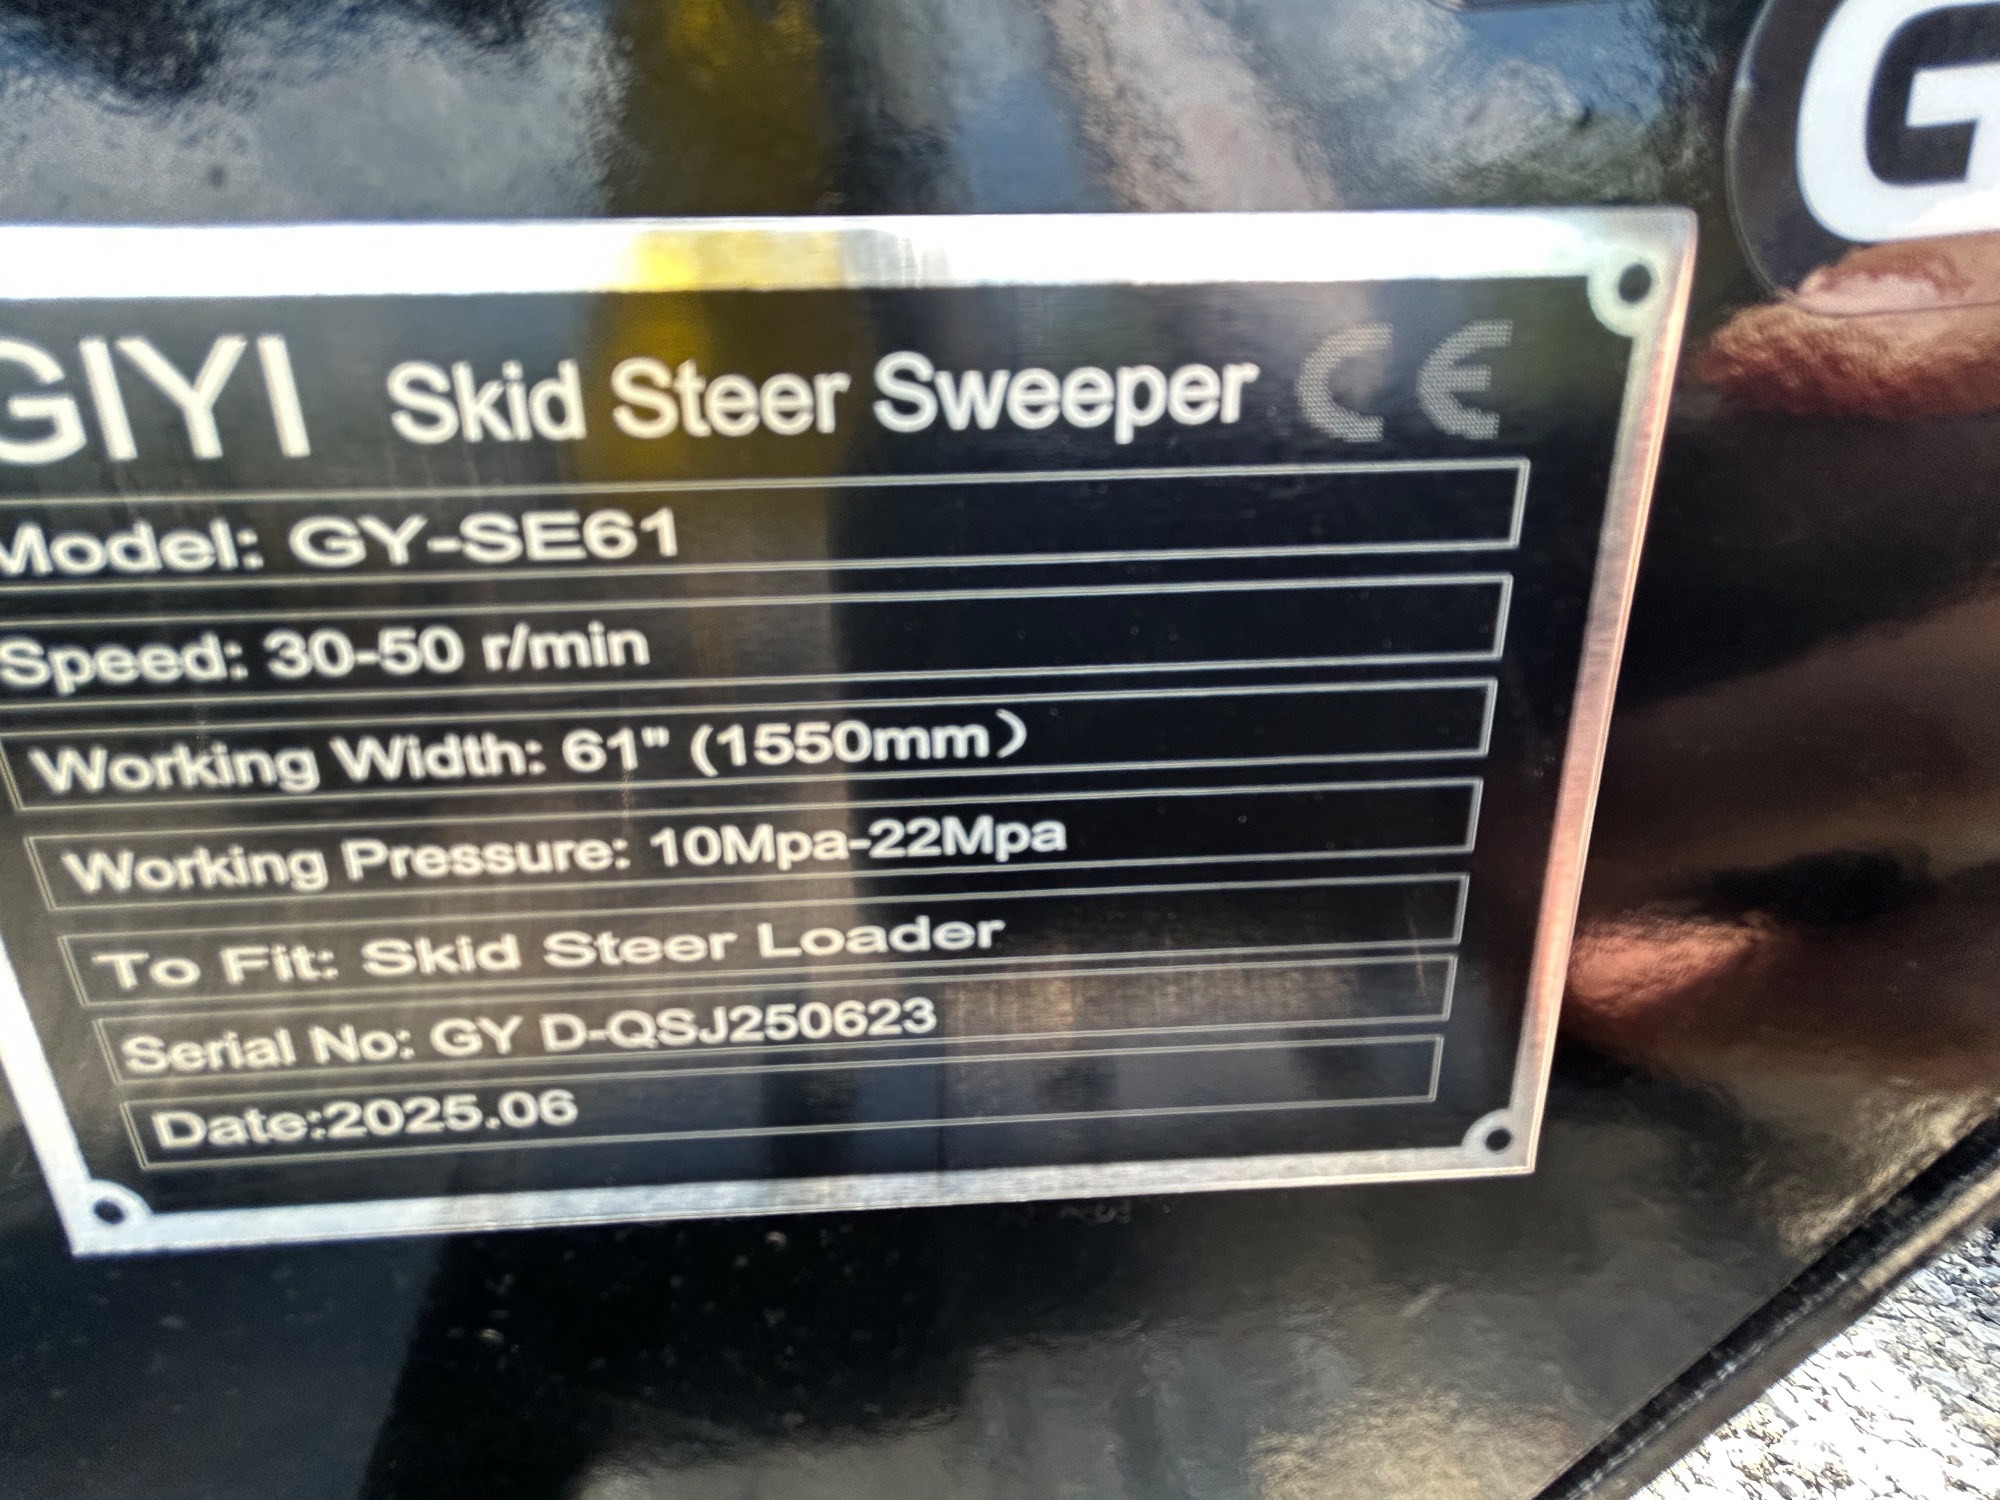 G
GIYI Skid Steer Sweeper CE
Model: GY-SE61
Speed: 30-50 r/min
Working Width: 61" (1550mm）
Working Pressure: 10Mpa-22Mpa
To Fit: Skid Steer Loader
Serial No: GY D-QSJ250623
Date:2025.06